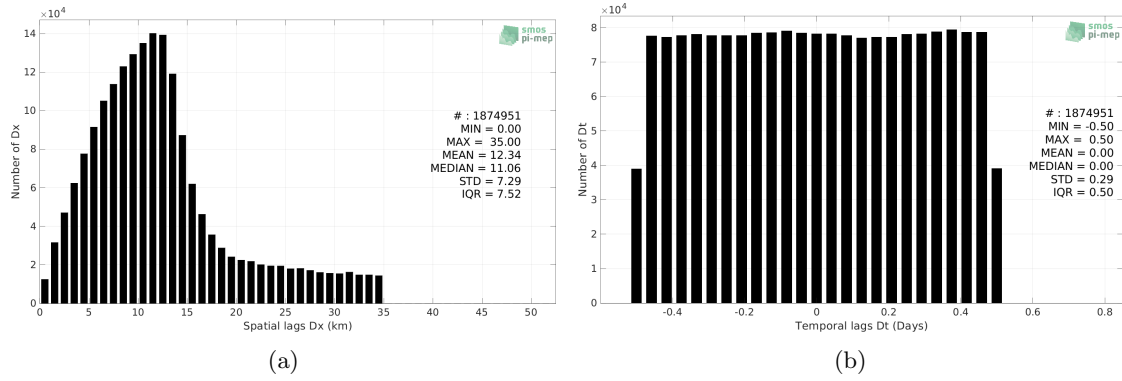 ×10⁴
14
12
10
8
6
4
2
0
Number of Dx
smos
pi-mep
# : 1874951
MIN = 0.00
MAX = 35.00
MEAN = 12.34
MEDIAN = 11.06
STD = 7.29
IQR = 7.52
0 5 10 15 20 25 30 35 40 45 50
Spatial lags Dx (km)
(a)
×10⁴
8
7
6
5
4
3
2
1
0
Number of Dt
smos
pi-mep
# : 1874951
MIN = -0.50
MAX = 0.50
MEAN = 0.00
MEDIAN = 0.00
STD = 0.29
IQR = 0.50
-0.4 -0.2 0 0.2 0.4 0.6 0.8
Temporal lags Dt (Days)
(b)